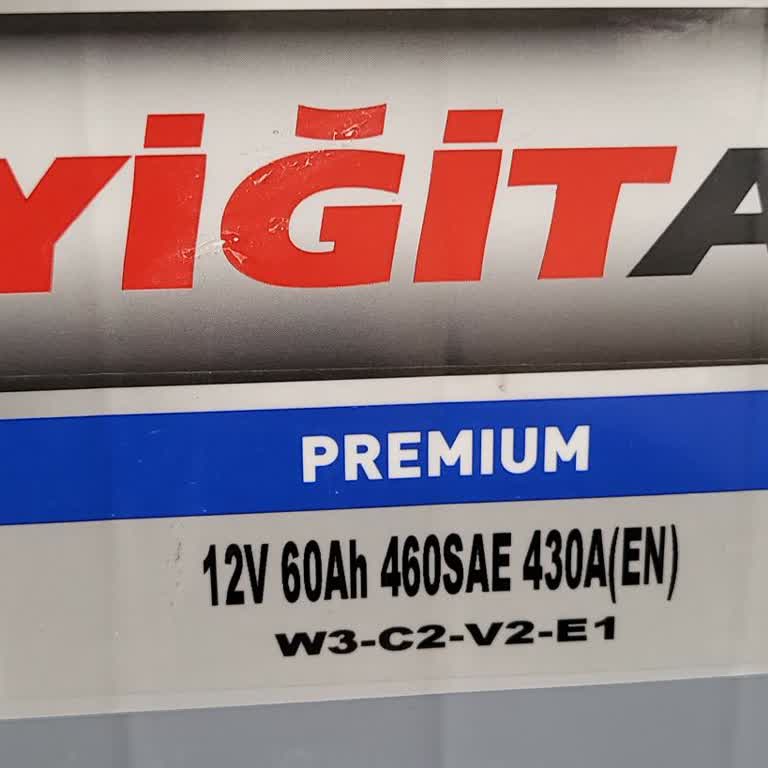 YİĞİTA
PREMIUM
12V 60Ah 460SAE 430A(EN)
W3-C2-V2-E1